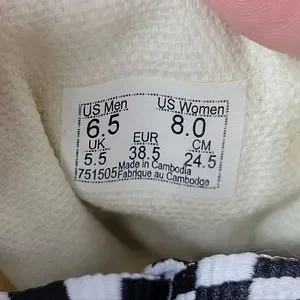 US Men US Women
6.5 8.0
UK EUR CM
5.5 38.5 24.5
Made in Cambodia
751505 Fabrique au Cambodge